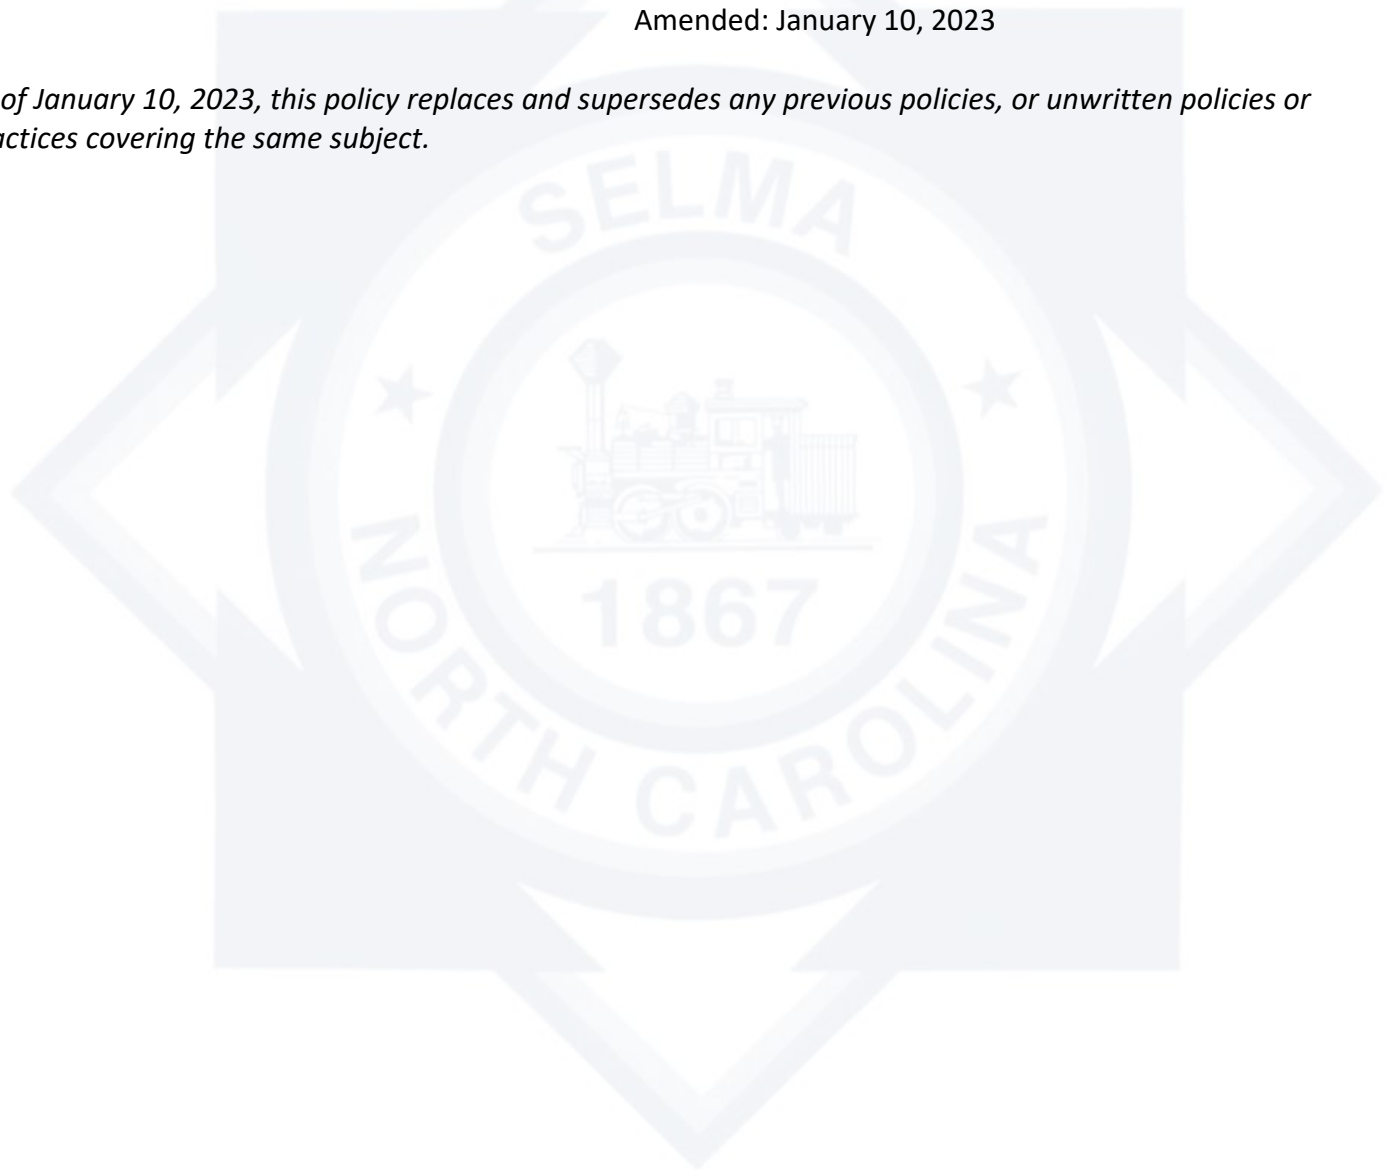 Amended: January 10, 2023
of January 10, 2023, this policy replaces and supersedes any previous policies, or unwritten policies or
actices covering the same subject.
SELMA
1867
NORTH CAROLINA